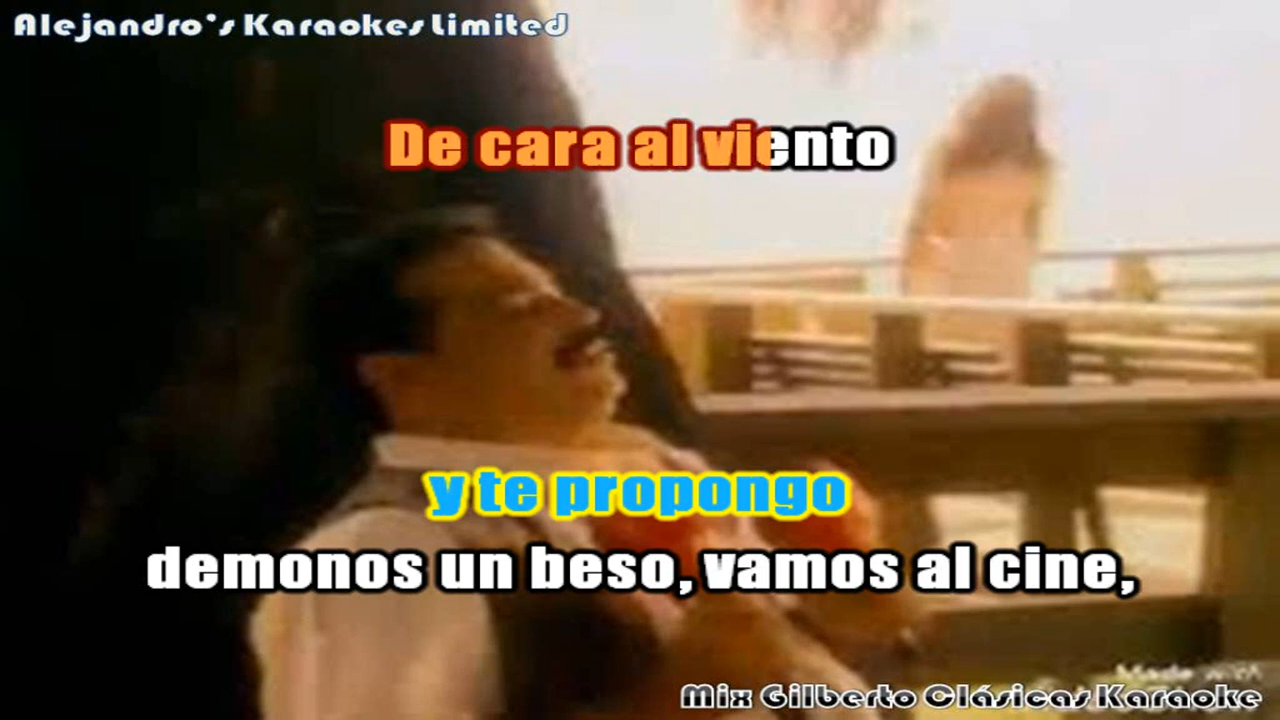 Alejandro's Karaokes Limited
De cara al viento
y te propongo
demonos un beso, vamos al cine,
Mix Gilberto Clásicas Karaoke